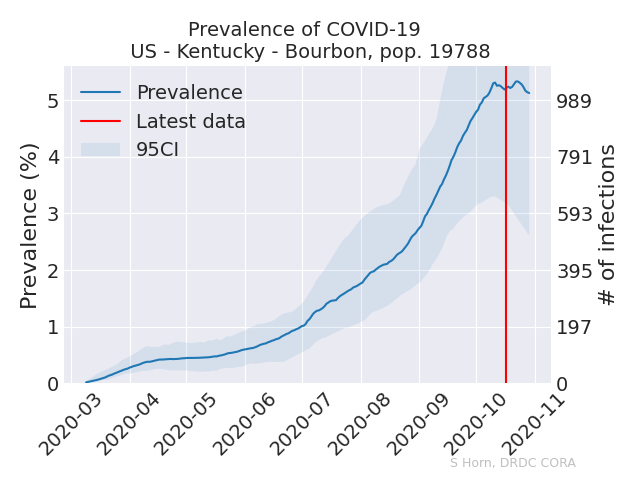 Prevalence of COVID-19
US - Kentucky - Bourbon, pop. 19788
Prevalence
Latest data
95CI
Prevalence (%)
5
4
3
2
1
0
989
791
593
395
197
0
# of infections
2020-03
2020-04
2020-05
2020-06
2020-07
2020-08
2020-09
2020-10
2020-11
S Horn, DRDC CORA